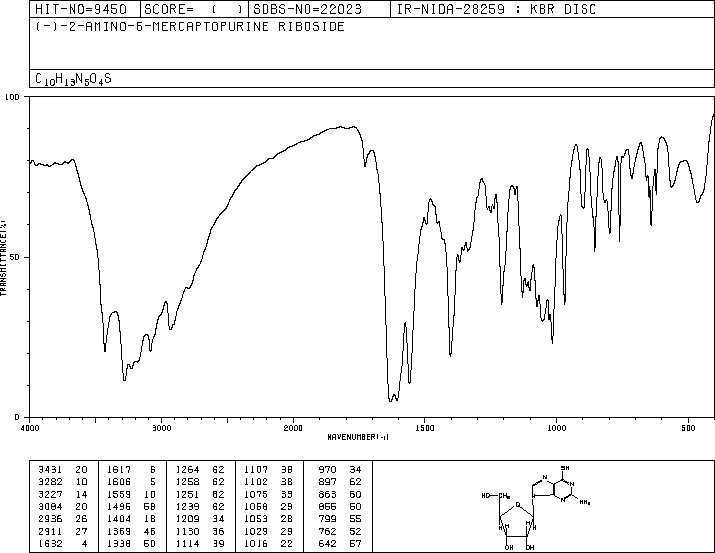 HIT-NO=9450 SCORE= ( ) SDBS-NO=22023 IR-NIDA-28259 : KBR DISC
(-)-2-AMINO-6-MERCAPTOPURINE RIBOSIDE
C10H13N5O4S
100
50
0
TRANSMITTANCE(%)
4000 3000 2000 1500 1000 500
WAVENUMBER(-1)
3431 20 1617 6 1264 62 1107 38 970 34
3282 10 1606 5 1258 62 1102 38 897 62
3227 14 1559 10 1251 62 1075 33 863 60
3084 20 1495 58 1239 62 1058 29 855 50
2936 26 1404 18 1209 34 1053 28 799 55
2911 27 1369 46 1130 36 1029 29 762 52
1632 4 1338 50 1114 39 1016 22 642 57
SH
N
N
HO-CH2
N
N
NH2
O
OH OH